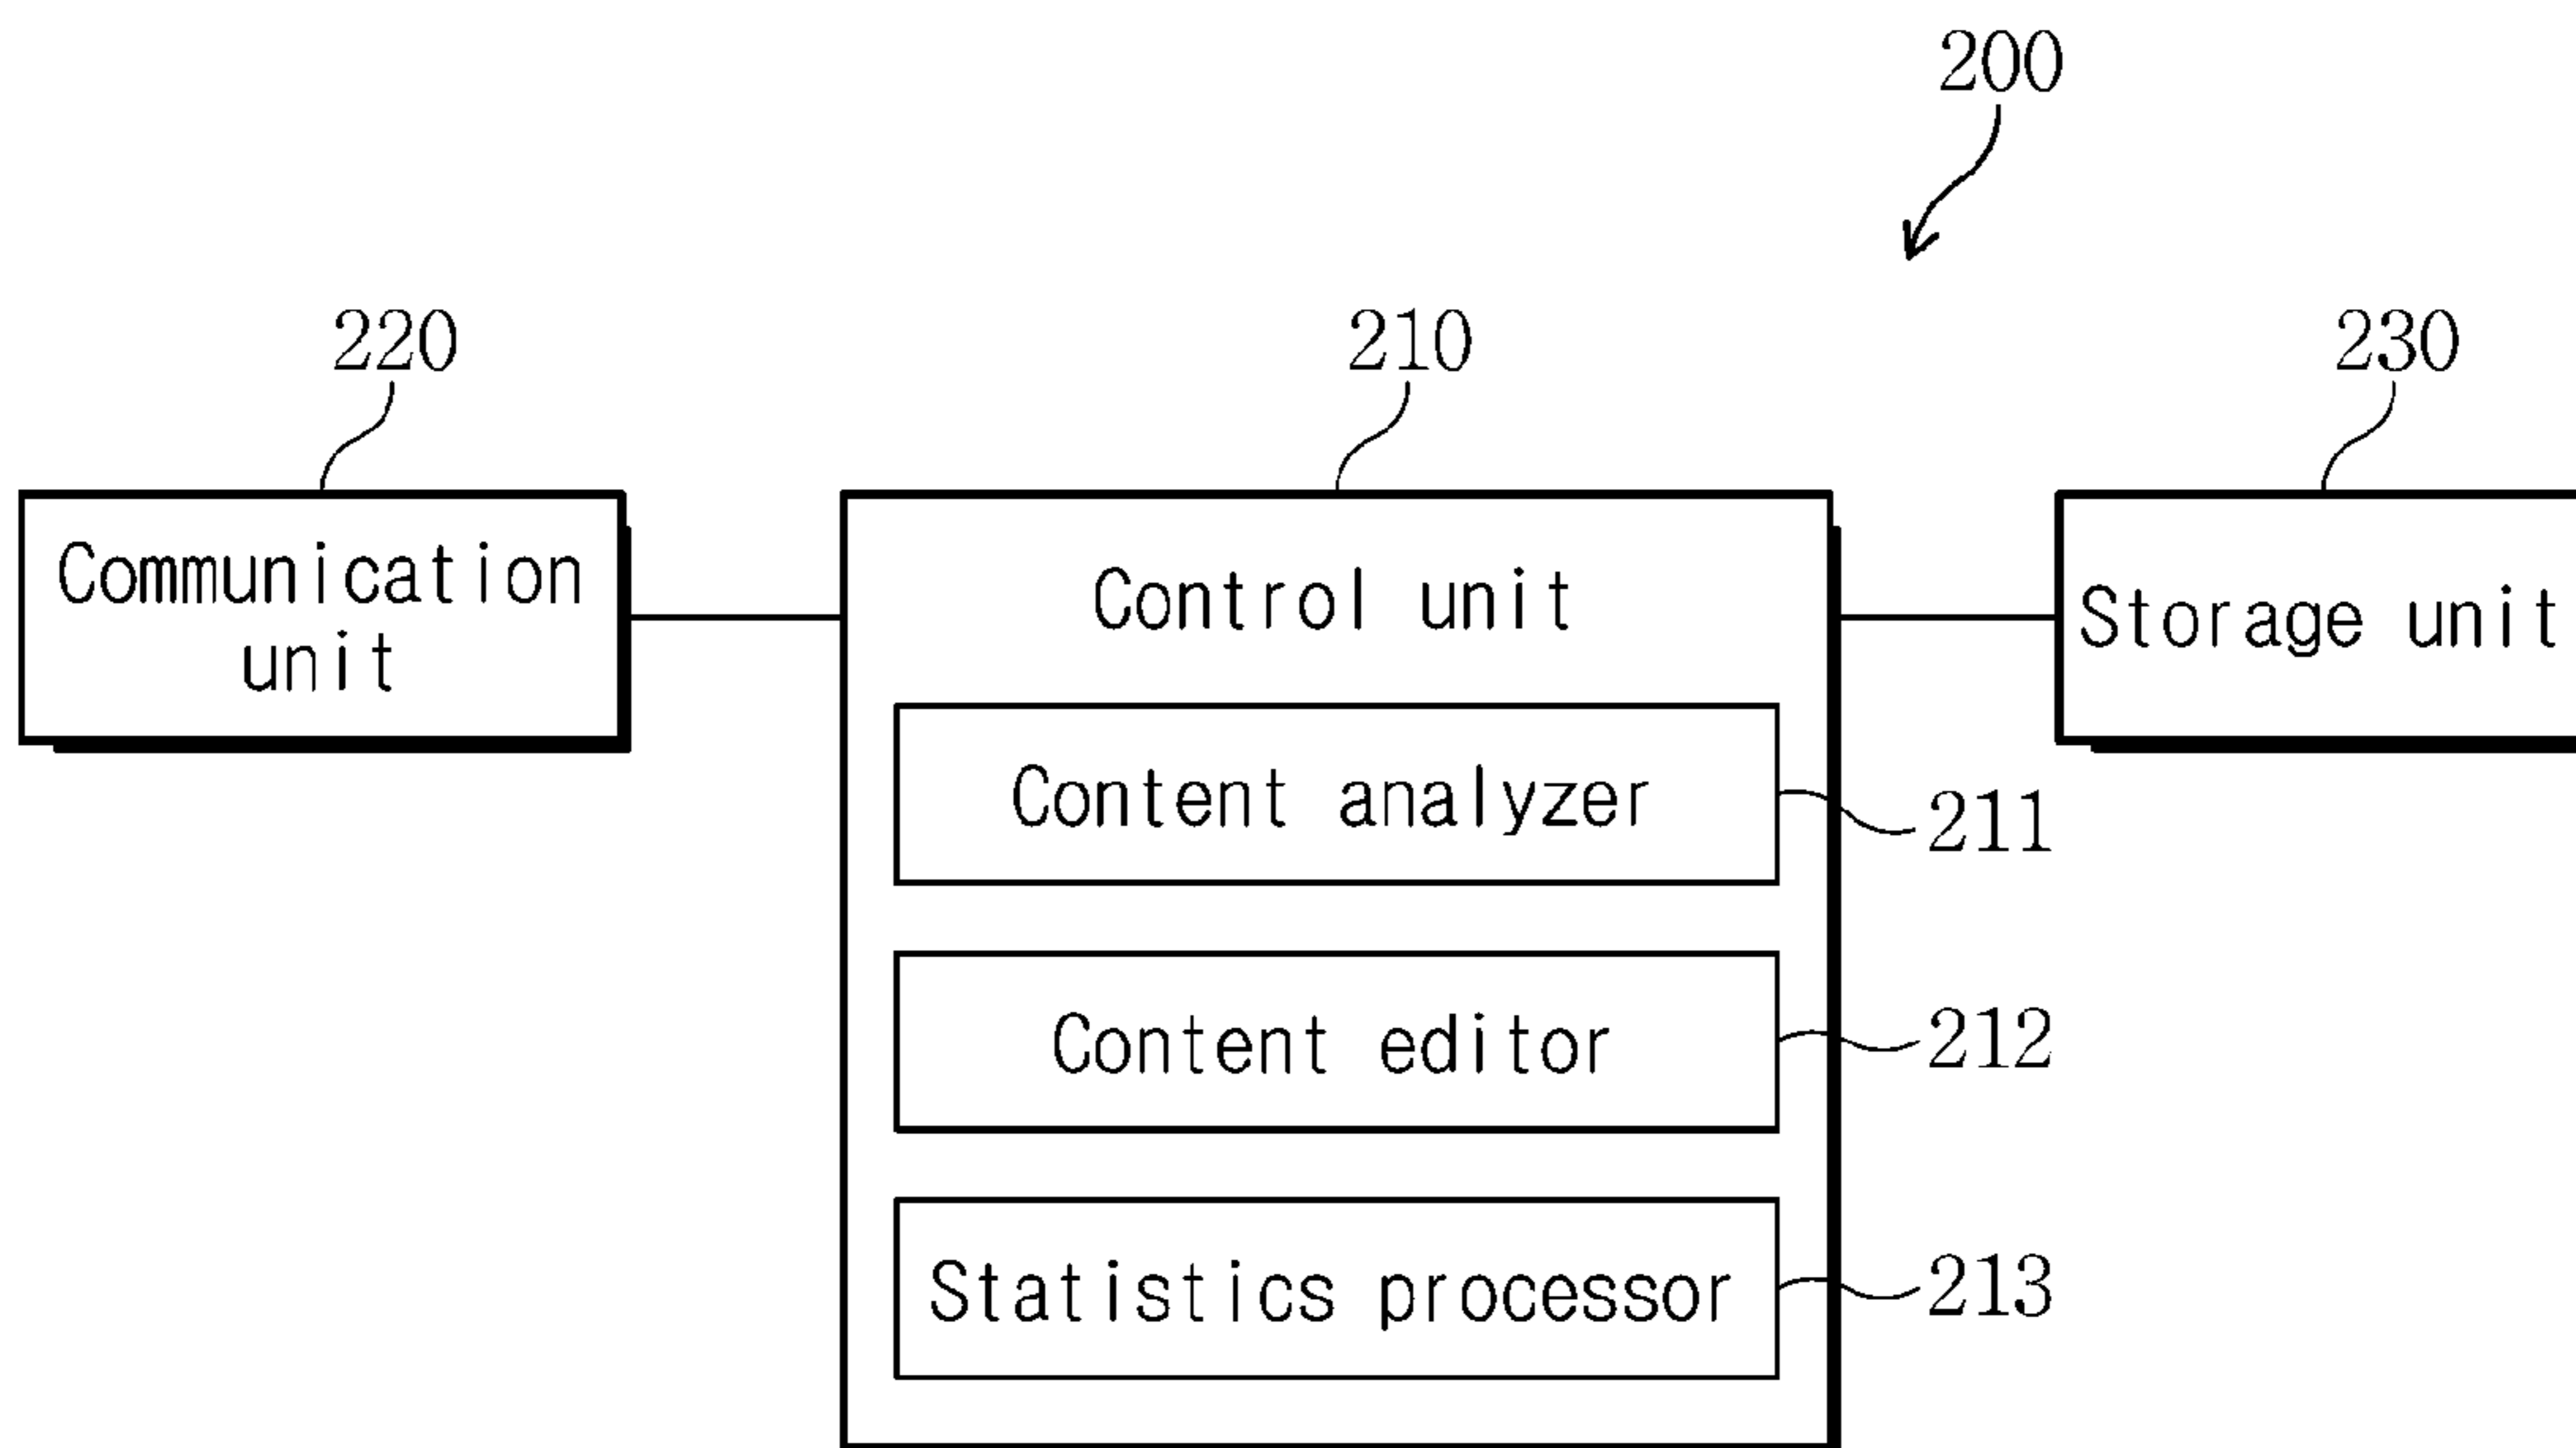 200
220
210
230
Communication
unit
Control unit
Storage unit
Content analyzer
211
Content editor
212
Statistics processor
213